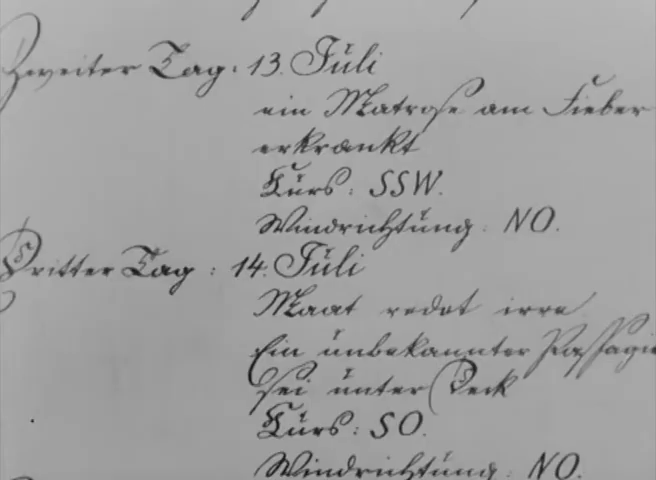 Zweiter Tag: 13. Juli
ein Matrose am Fieber
erkrankt
Kurs: SSW.
Windrichtung: NO.
Dritter Tag: 14. Juli
Maat redet irre
Ein unbekannter Passagie
sei unter Deck
Kurs: SO.
Windrichtung: NO.